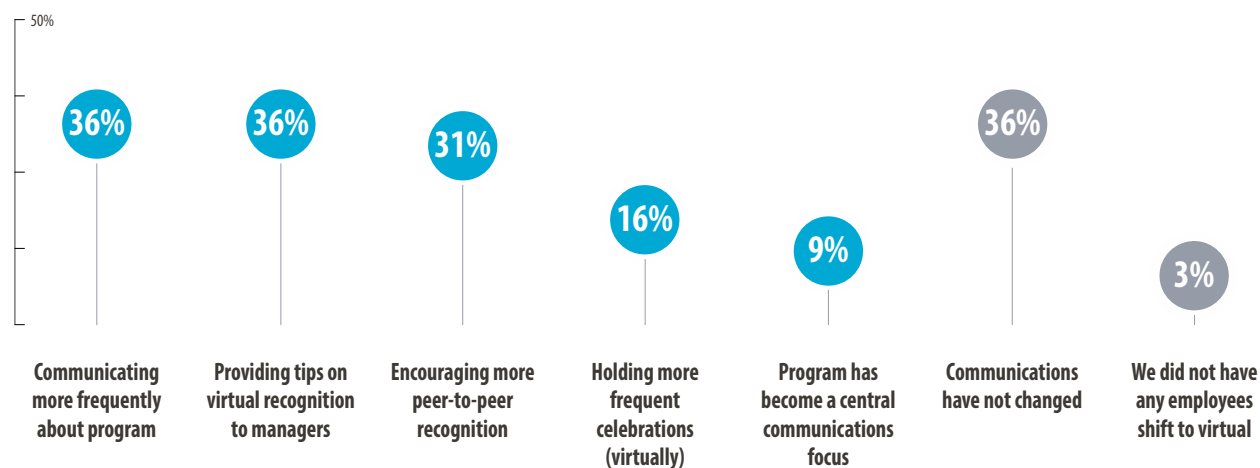 50%
36%
36%
31%
16%
9%
36%
3%
Communicating
more frequently
about program
Providing tips on
virtual recognition
to managers
Encouraging more
peer-to-peer
recognition
Holding more
frequent
celebrations
(virtually)
Program has
become a central
communications
focus
Communications
have not changed
We did not have
any employees
shift to virtual